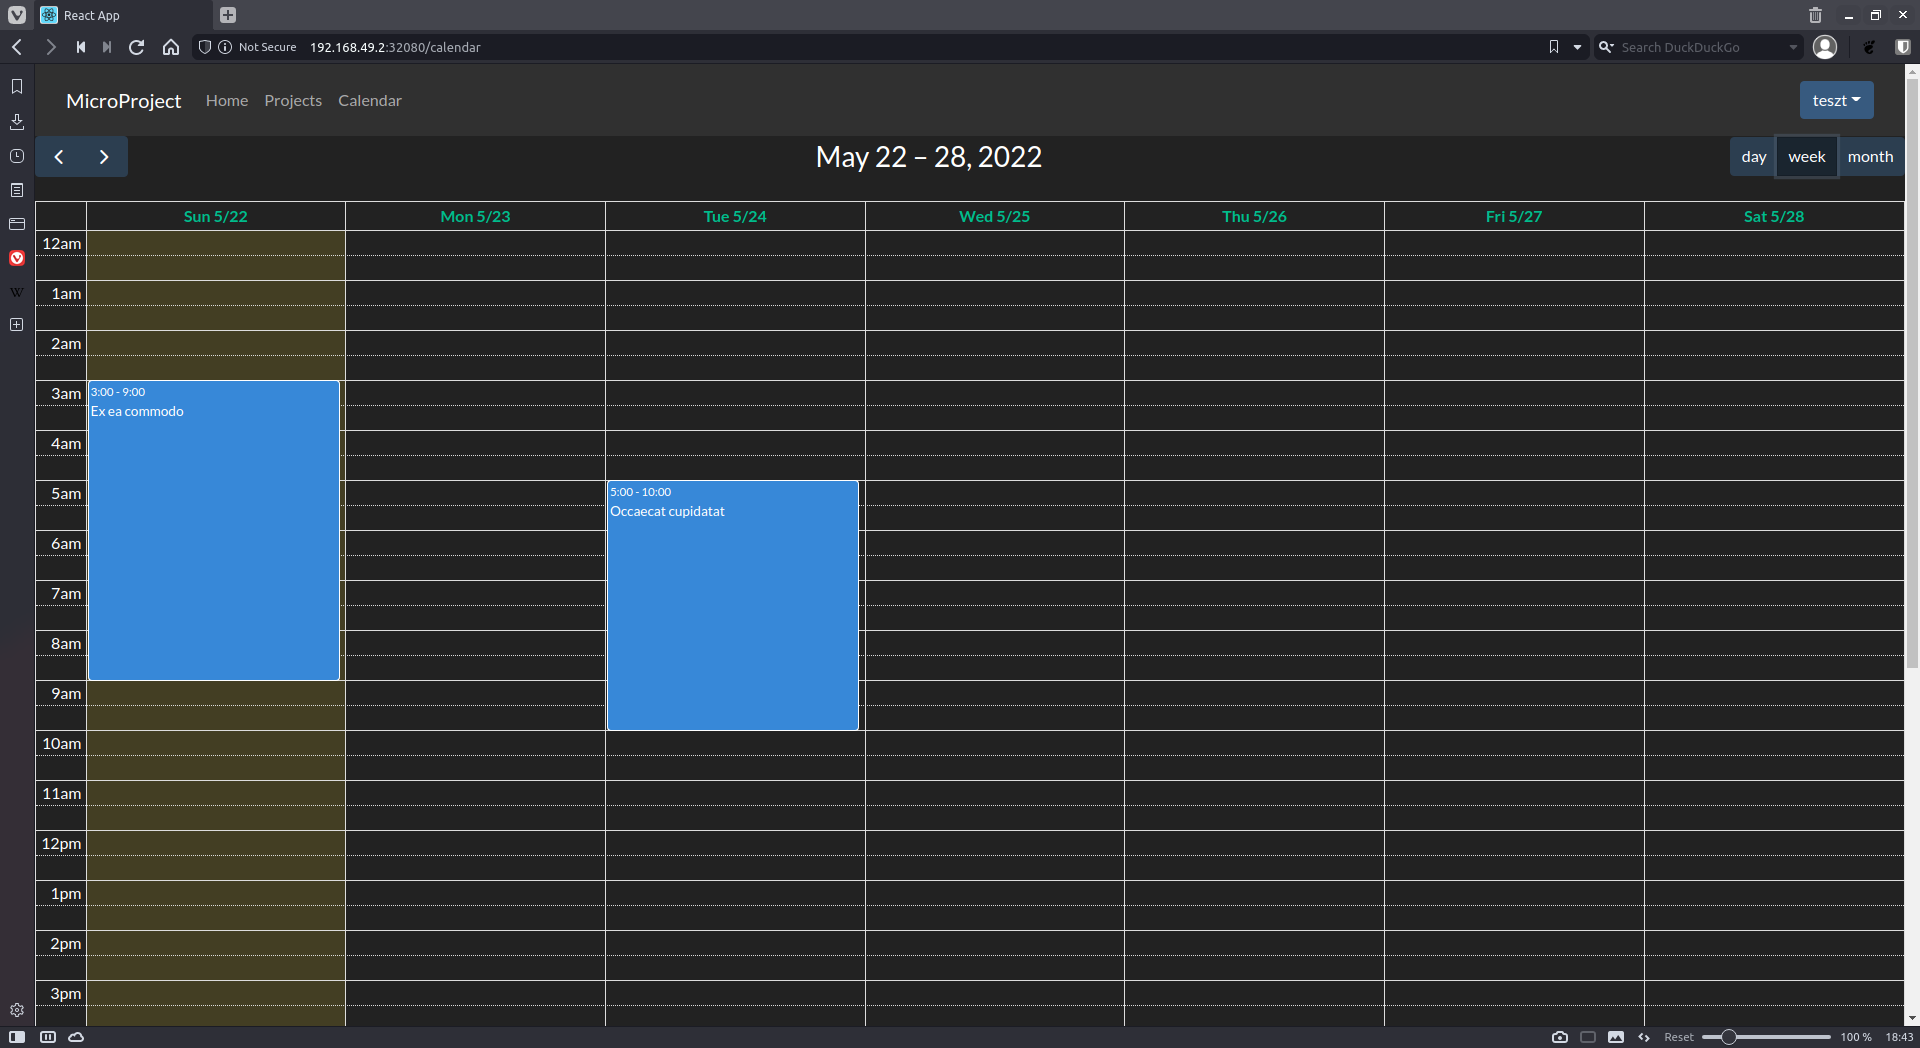 React App
Not Secure 192.168.49.2:32080/calendar
Search DuckDuckGo
MicroProject Home Projects Calendar
teszt
May 22 – 28, 2022
day week month
Sun 5/22 Mon 5/23 Tue 5/24 Wed 5/25 Thu 5/26 Fri 5/27 Sat 5/28
12am
1am
2am
3am
3:00 - 9:00
Ex ea commodo
4am
5am
5:00 - 10:00
Occaecat cupidatat
6am
7am
8am
9am
10am
11am
12pm
1pm
2pm
3pm
Reset 100 % 18:43